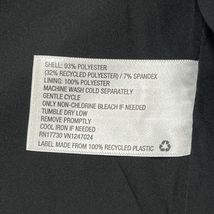 SHELL: 93% POLYESTER
(32% RECYCLED POLYESTER) / 7% SPANDEX
LINING: 100% POLYESTER
MACHINE WASH COLD SEPARATELY
GENTLE CYCLE
ONLY NON-CHLORINE BLEACH IF NEEDED
TUMBLE DRY LOW
REMOVE PROMPTLY
COOL IRON IF NEEDED
RN17730 VN1247024
LABEL MADE FROM 100% RECYCLED PLASTIC